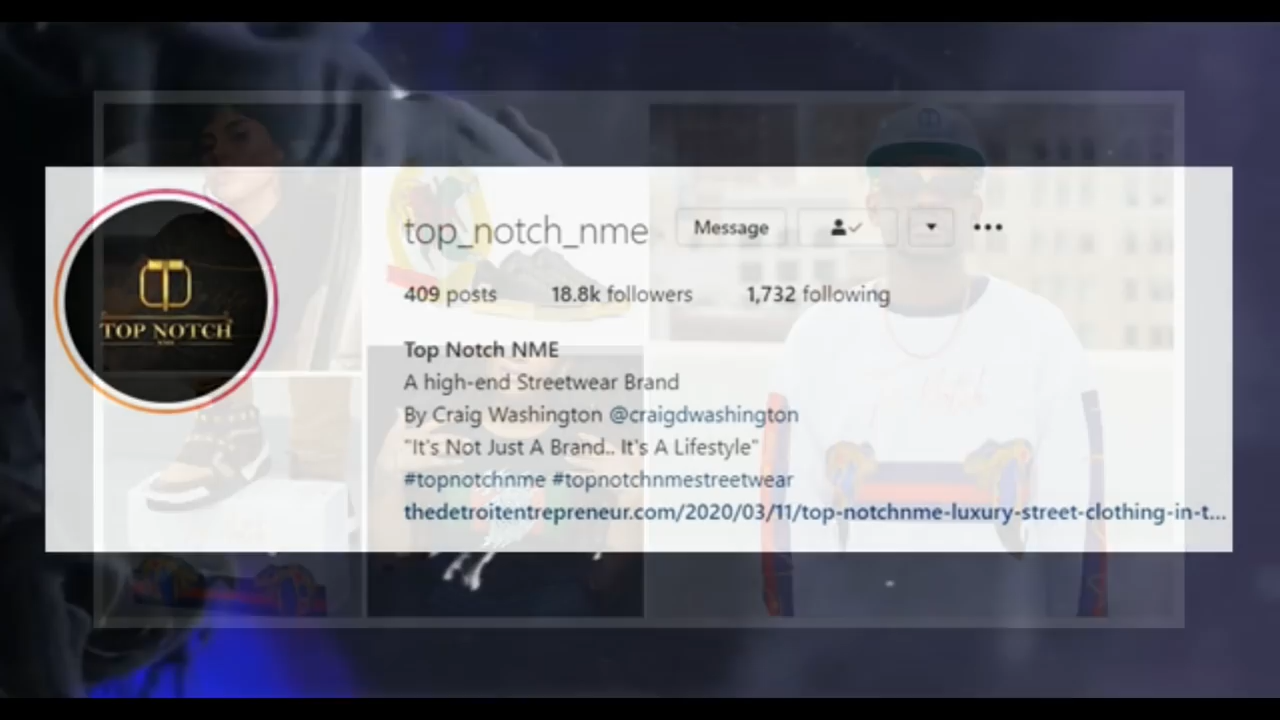 top_notch_nme Message
409 posts 18.8k followers 1,732 following
TOP NOTCH
Top Notch NME
A high-end Streetwear Brand
By Craig Washington @craigdwashington
"It's Not Just A Brand.. It's A Lifestyle"
#topnotchnme #topnotchnmestreetwear
thedetroitentrepreneur.com/2020/03/11/top-notchnme-luxury-street-clothing-in-t...